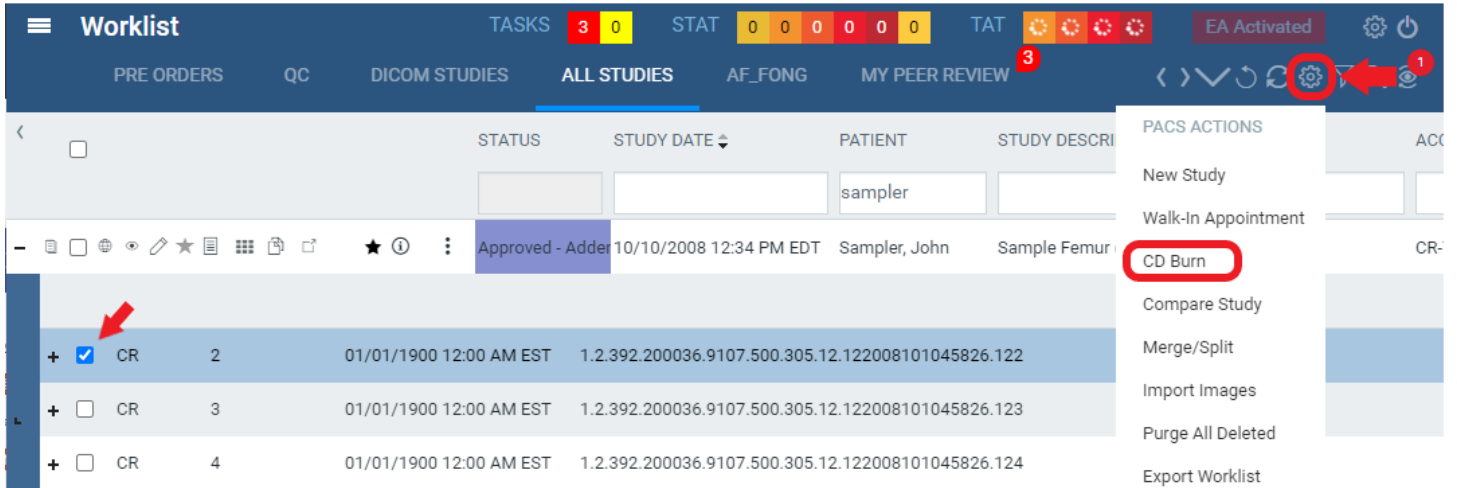 Worklist TASKS 3 0 STAT 0 0 0 0 0 0 TAT EA Activated
PRE ORDERS QC DICOM STUDIES ALL STUDIES AF_FONG MY PEER REVIEW 3 1
STATUS STUDY DATE PATIENT STUDY DESCRI ACC
sampler
Approved - Adder 10/10/2008 12:34 PM EDT Sampler, John Sample Femur CR-
CR 2 01/01/1900 12:00 AM EST 1.2.392.200036.9107.500.305.12.122008101045826.122
CR 3 01/01/1900 12:00 AM EST 1.2.392.200036.9107.500.305.12.122008101045826.123
CR 4 01/01/1900 12:00 AM EST 1.2.392.200036.9107.500.305.12.122008101045826.124
PACS ACTIONS
New Study
Walk-In Appointment
CD Burn
Compare Study
Merge/Split
Import Images
Purge All Deleted
Export Worklist